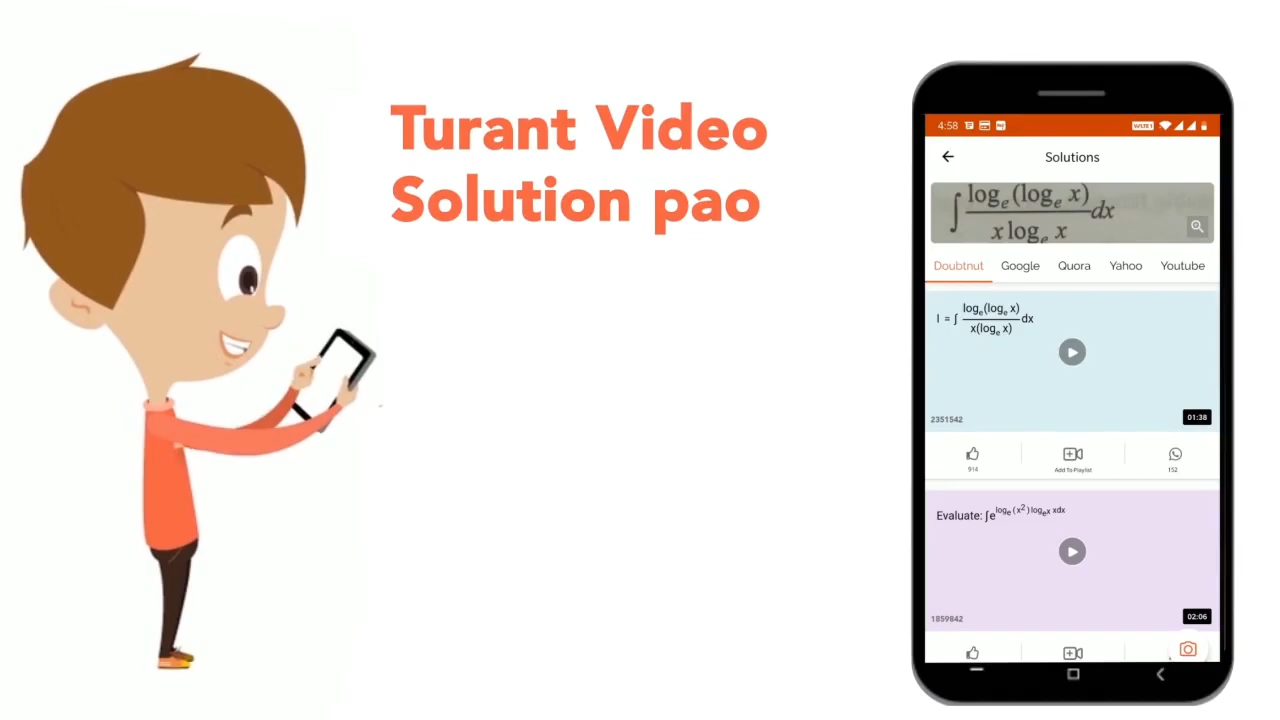 Turant Video
Solution pao
4:58
VoLTE1
Solutions
∫ logₑ(logₑ x) / x logₑ x dx
Doubtnut Google Quora Yahoo Youtube
I = ∫ logₑ(logₑ x) / x(logₑ x) dx
2351542 01:38
914 Add To Playlist 152
Evaluate: ∫e^logₑ(x²)logₑx xdx
1859842 02:06